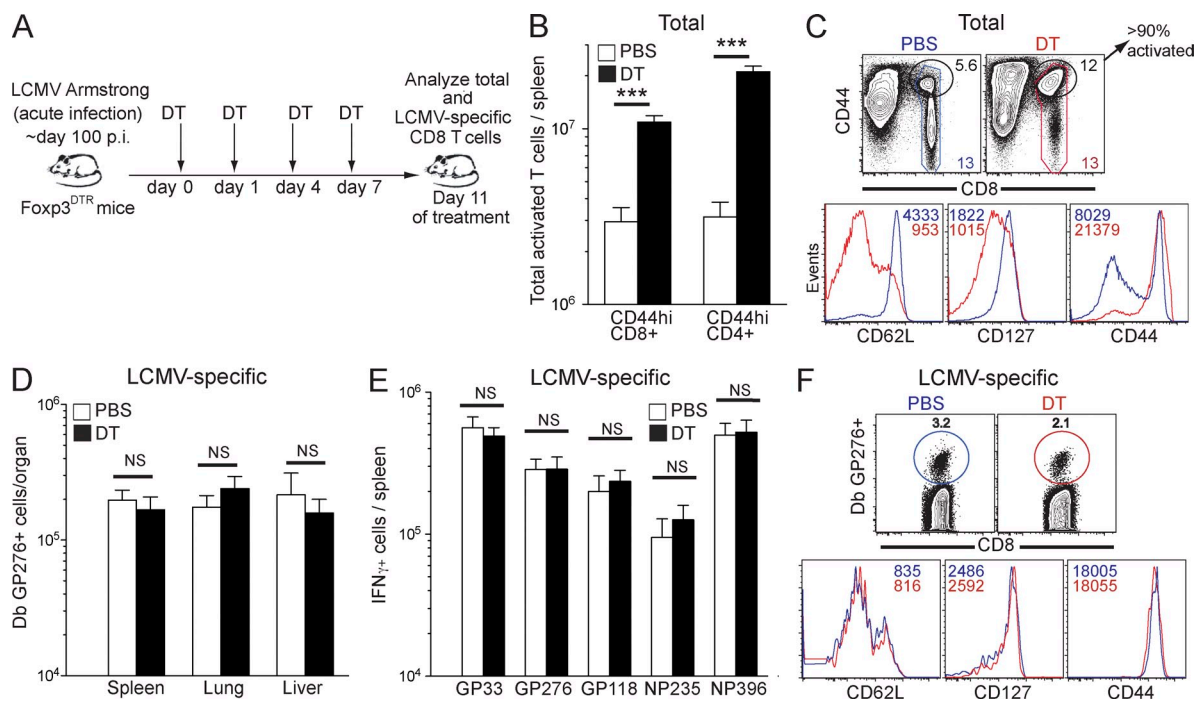 A
LCMV Armstrong
(acute infection)
~day 100 p.i.
Foxp3DTR mice
DT DT DT DT
day 0 day 1 day 4 day 7
Analyze total
and
LCMV-specific
CD8 T cells
Day 11
of treatment
B
Total
PBS
DT
Total activated T cells / spleen
10^7
10^6
***
***
CD44hi
CD8+
CD44hi
CD4+
C
Total
PBS DT
>90%
activated
5.6
12
13
13
CD44
CD8
Events
4333
953
1822
1015
8029
21379
CD62L CD127 CD44
D
LCMV-specific
PBS
DT
Db GP276+ cells/organ
10^6
10^5
10^4
NS NS NS
Spleen Lung Liver
E
LCMV-specific
PBS
DT
IFNγ+ cells / spleen
10^6
10^5
10^4
NS NS NS NS NS
GP33 GP276 GP118 NP235 NP396
F
LCMV-specific
PBS DT
3.2
2.1
Db GP276+
CD8
835
816
2486
2592
18005
18055
CD62L CD127 CD44